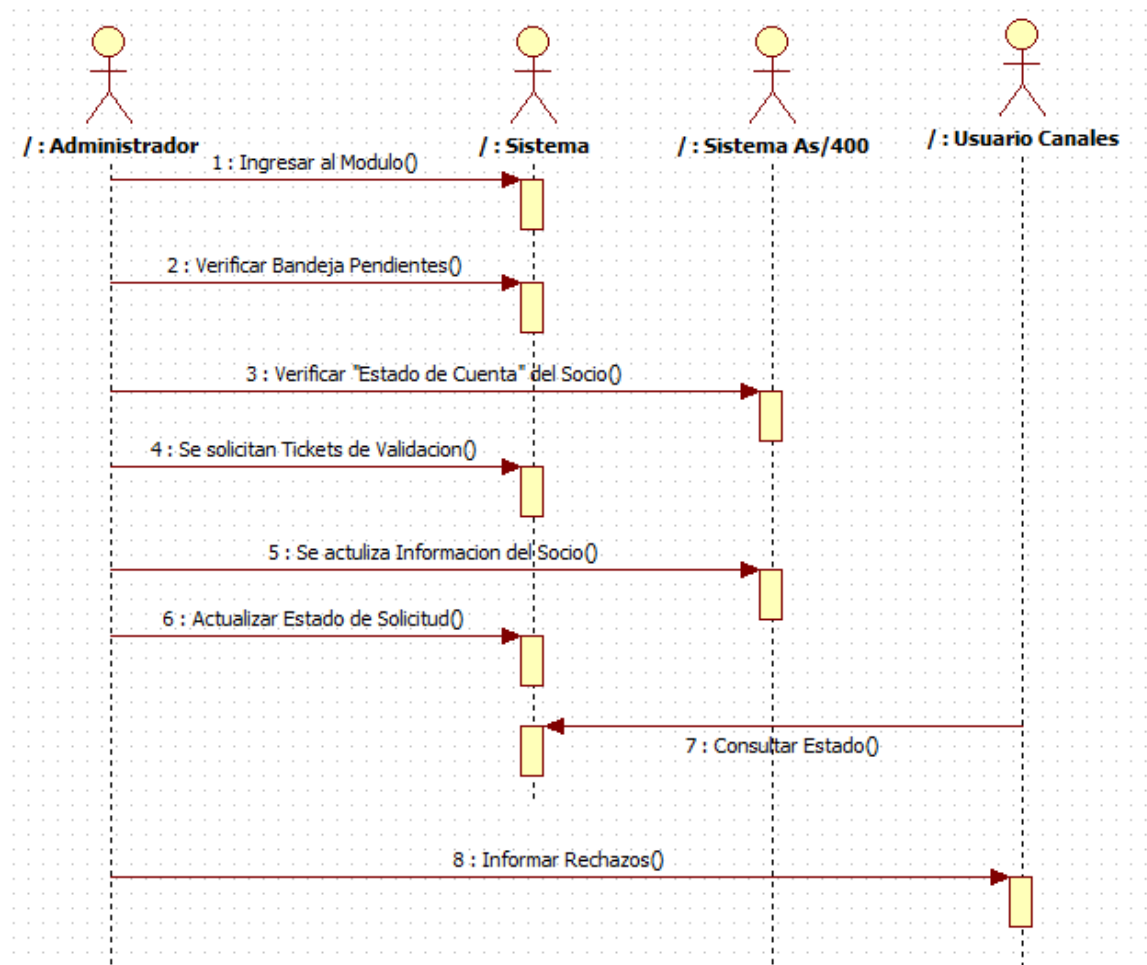 / : Administrador
/ : Sistema
/ : Sistema As/400
/ : Usuario Canales
1 : Ingresar al Modulo()
2 : Verificar Bandeja Pendientes()
3 : Verificar "Estado de Cuenta" del Socio()
4 : Se solicitan Tickets de Validacion()
5 : Se actuliza Informacion del Socio()
6 : Actualizar Estado de Solicitud()
7 : Consultar Estado()
8 : Informar Rechazos()